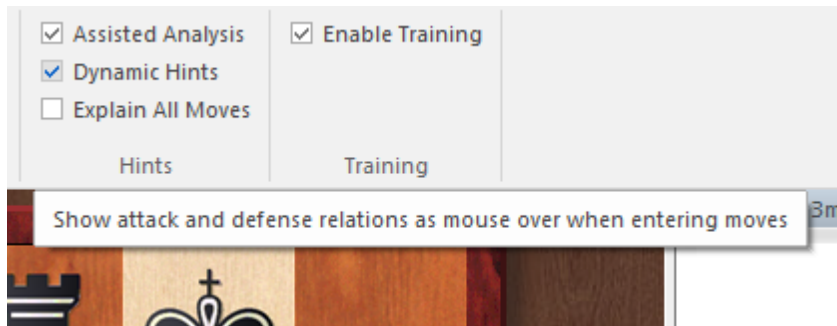 Assisted Analysis
Dynamic Hints
Explain All Moves
Hints
Enable Training
Training
Show attack and defense relations as mouse over when entering moves